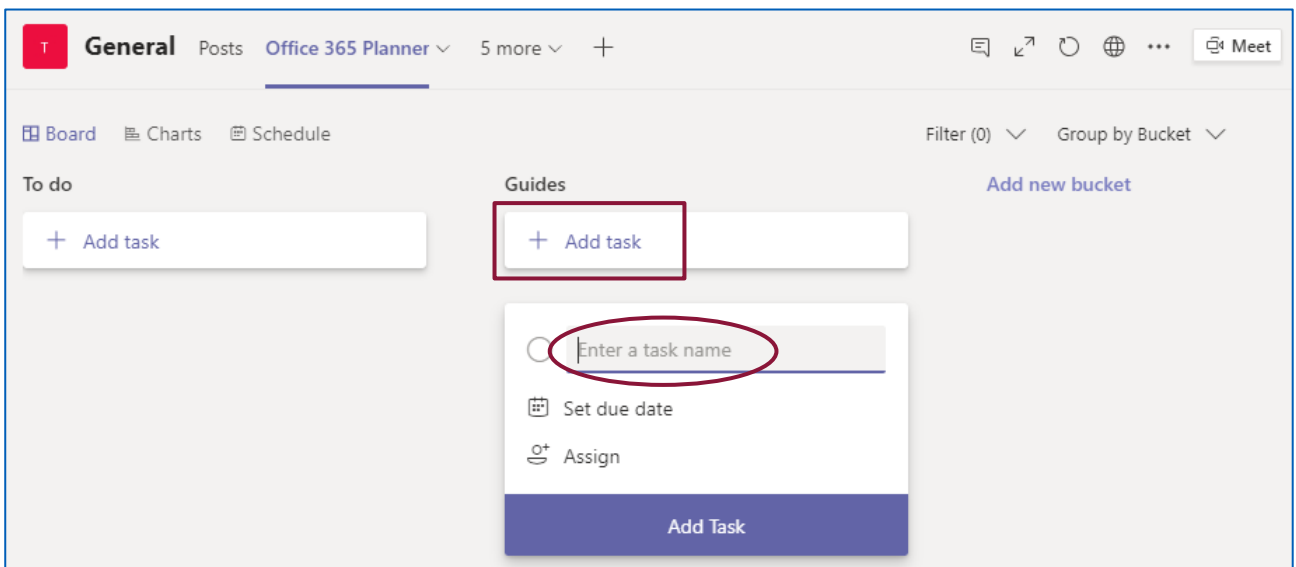 T General Posts Office 365 Planner 5 more Meet
Board Charts Schedule Filter (0) Group by Bucket
To do Guides Add new bucket
+ Add task + Add task
Enter a task name
Set due date
Assign
Add Task